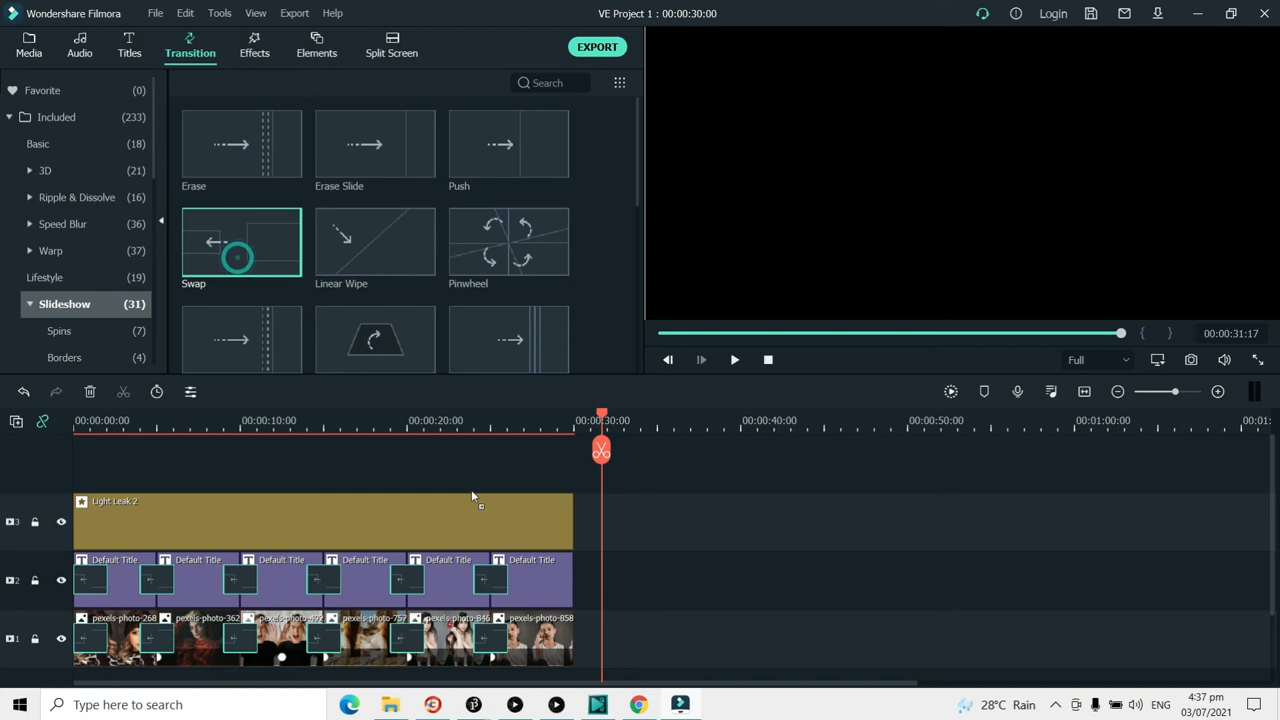 Wondershare Filmora File Edit Tools View Export Help VE Project 1 : 00:00:30:00 Login
Media Audio Titles Transition Effects Elements Split Screen EXPORT
Favorite (0) Search
Included (233)
Basic (18)
3D (21)
Ripple & Dissolve (16)
Speed Blur (36)
Warp (37)
Lifestyle (19)
Slideshow (31)
Spins (7)
Borders (4)
Erase Erase Slide Push
Swap Linear Wipe Pinwheel
00:00:31:17
Full
00:00:00:00 00:00:10:00 00:00:20:00 00:00:30:00 00:00:40:00 00:00:50:00 00:01:00:00 00:01:
3 Light Leak 2
T Default Title T Default Title T Default Title T Default Title T Default Title T Default Title
2
pexels-photo-268 pexels-photo-362 pexels-photo-492 pexels-photo-757 pexels-photo-846 pexels-photo-858
1
Type here to search 28°C Rain ENG 4:37 pm
03/07/2021